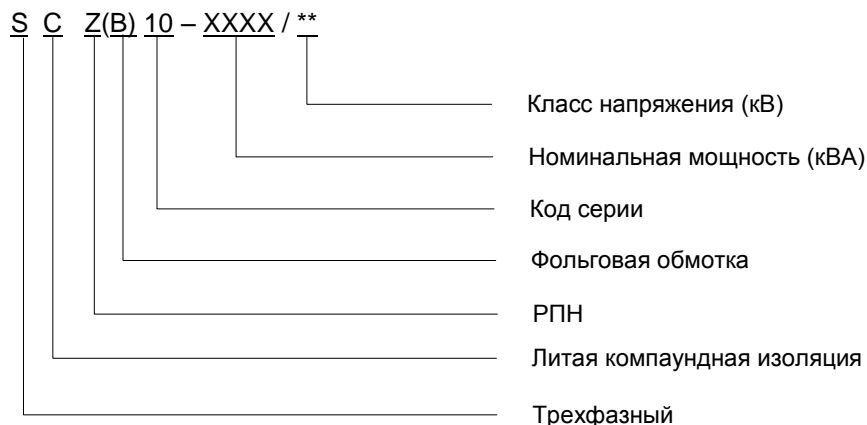 S C Z(B) 10 – XXXX / **
Класс напряжения (кВ)
Номинальная мощность (кВА)
Код серии
Фольговая обмотка
РПН
Литая компаундная изоляция
Трехфазный